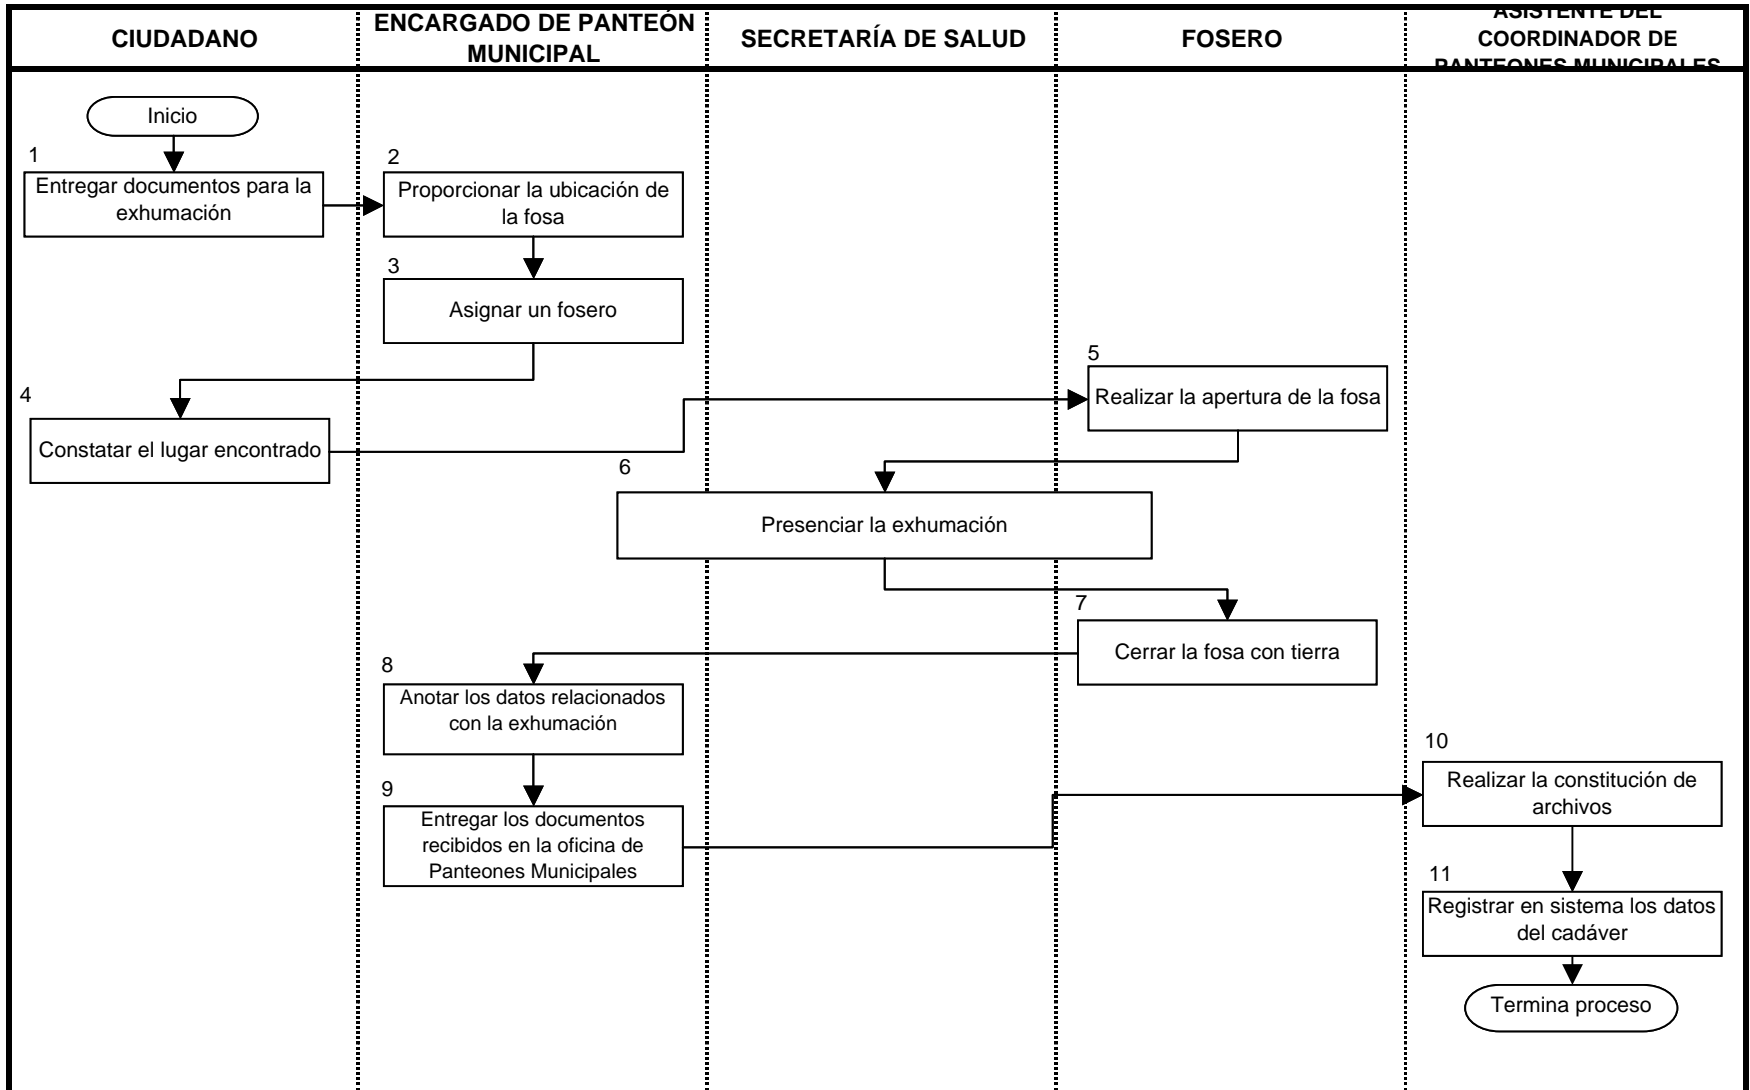 CIUDADANO
ENCARGADO DE PANTEÓN
MUNICIPAL
SECRETARÍA DE SALUD
FOSERO
ASISTENTE DEL
COORDINADOR DE
PANTEONES MUNICIPALES
Inicio
1
Entregar documentos para la
exhumación
2
Proporcionar la ubicación de
la fosa
3
Asignar un fosero
4
Constatar el lugar encontrado
5
Realizar la apertura de la fosa
6
Presenciar la exhumación
7
Cerrar la fosa con tierra
8
Anotar los datos relacionados
con la exhumación
9
Entregar los documentos
recibidos en la oficina de
Panteones Municipales
10
Realizar la constitución de
archivos
11
Registrar en sistema los datos
del cadáver
Termina proceso